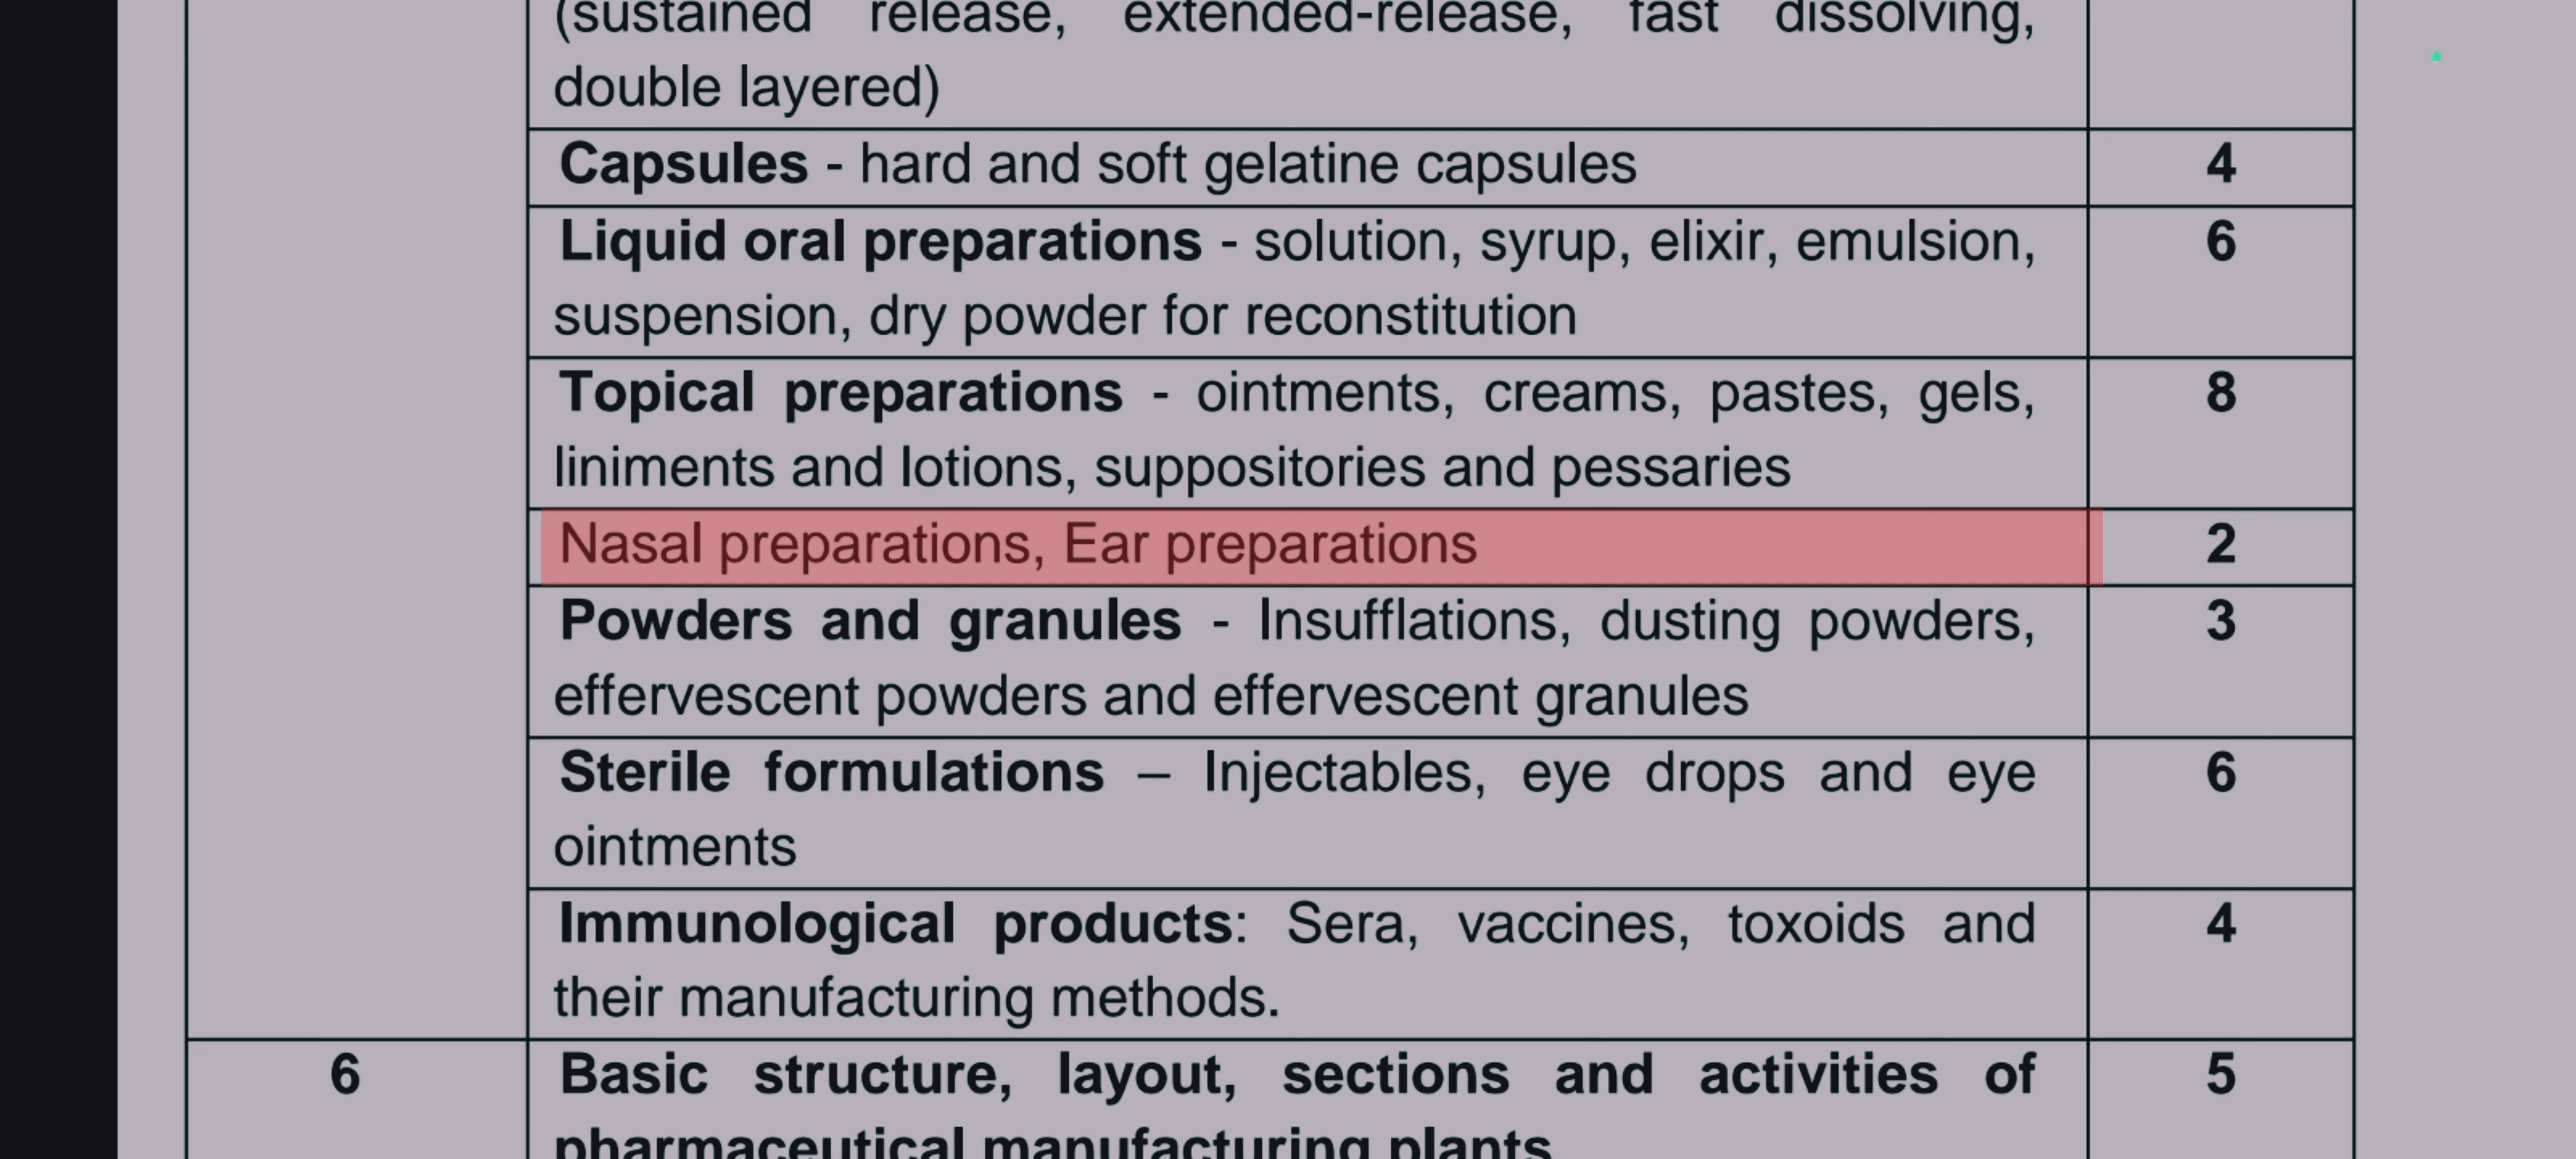 (sustained release, extended-release, fast dissolving,
double layered)
Capsules - hard and soft gelatine capsules 4
Liquid oral preparations - solution, syrup, elixir, emulsion, 6
suspension, dry powder for reconstitution
Topical preparations - ointments, creams, pastes, gels, 8
liniments and lotions, suppositories and pessaries
Nasal preparations, Ear preparations 2
Powders and granules - Insufflations, dusting powders, 3
effervescent powders and effervescent granules
Sterile formulations – Injectables, eye drops and eye 6
ointments
Immunological products: Sera, vaccines, toxoids and 4
their manufacturing methods.
6 Basic structure, layout, sections and activities of 5
pharmaceutical manufacturing plants